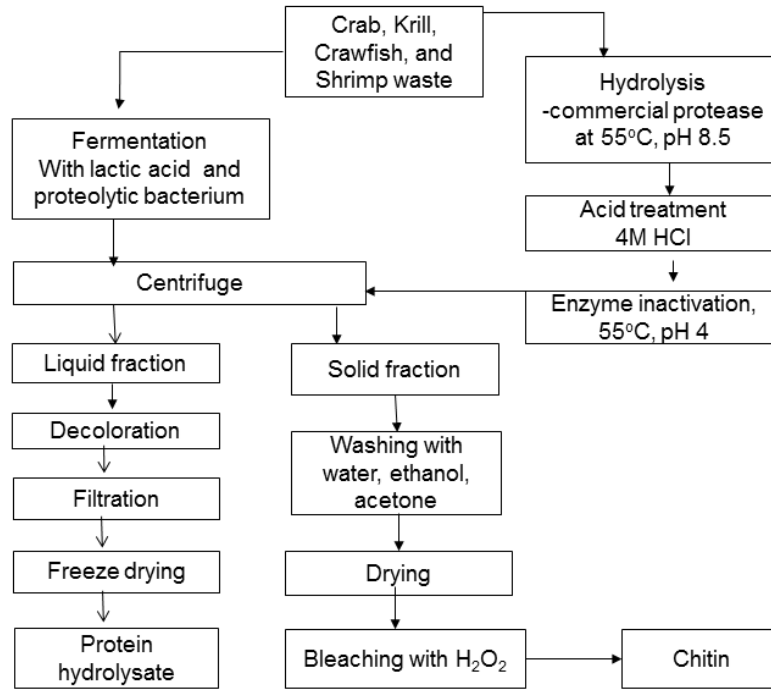 Crab, Krill,
Crawfish, and
Shrimp waste
Hydrolysis
-commercial protease
at 55°C, pH 8.5
Fermentation
With lactic acid and
proteolytic bacterium
Acid treatment
4M HCl
Centrifuge
Enzyme inactivation,
55°C, pH 4
Liquid fraction
Solid fraction
Decoloration
Washing with
water, ethanol,
acetone
Filtration
Freeze drying
Drying
Protein
hydrolysate
Bleaching with H₂O₂
Chitin